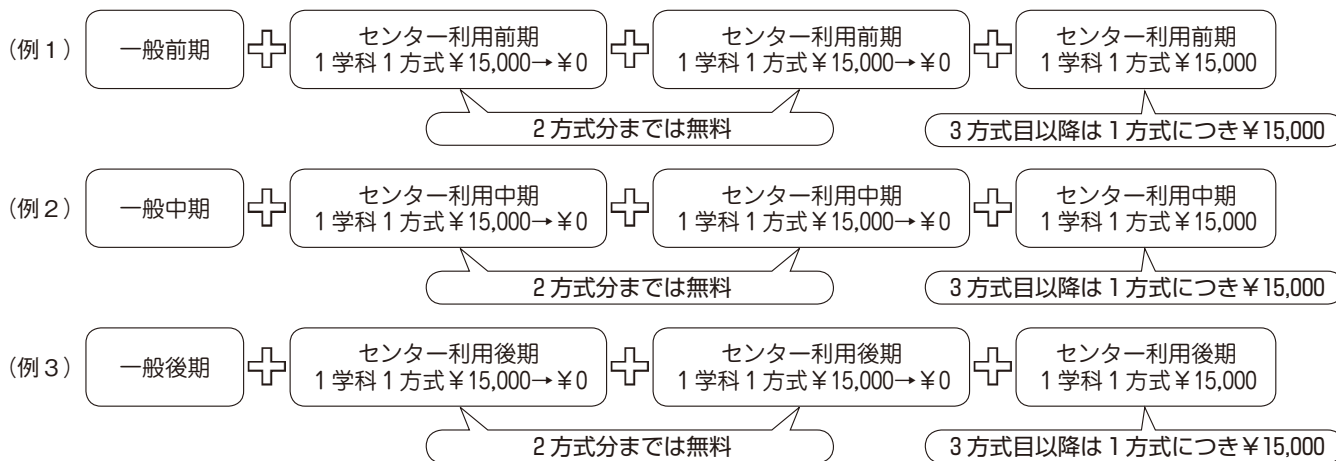 (例1) 一般前期 センター利用前期 センター利用前期 センター利用前期
1学科1方式¥15,000→¥0 1学科1方式¥15,000→¥0 1学科1方式¥15,000
2方式分までは無料 3方式目以降は1方式につき¥15,000
(例2) 一般中期 センター利用中期 センター利用中期 センター利用中期
1学科1方式¥15,000→¥0 1学科1方式¥15,000→¥0 1学科1方式¥15,000
2方式分までは無料 3方式目以降は1方式につき¥15,000
(例3) 一般後期 センター利用後期 センター利用後期 センター利用後期
1学科1方式¥15,000→¥0 1学科1方式¥15,000→¥0 1学科1方式¥15,000
2方式分までは無料 3方式目以降は1方式につき¥15,000